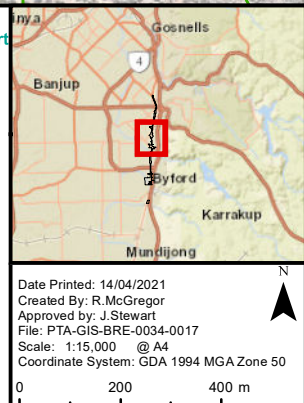 Gosnells
4
Banjup
Byford
Karrakup
Mundijong
N
Date Printed: 14/04/2021
Created By: R.McGregor
Approved by: J.Stewart
File: PTA-GIS-BRE-0034-0017
Scale: 1:15,000 @ A4
Coordinate System: GDA 1994 MGA Zone 50
0 200 400 m